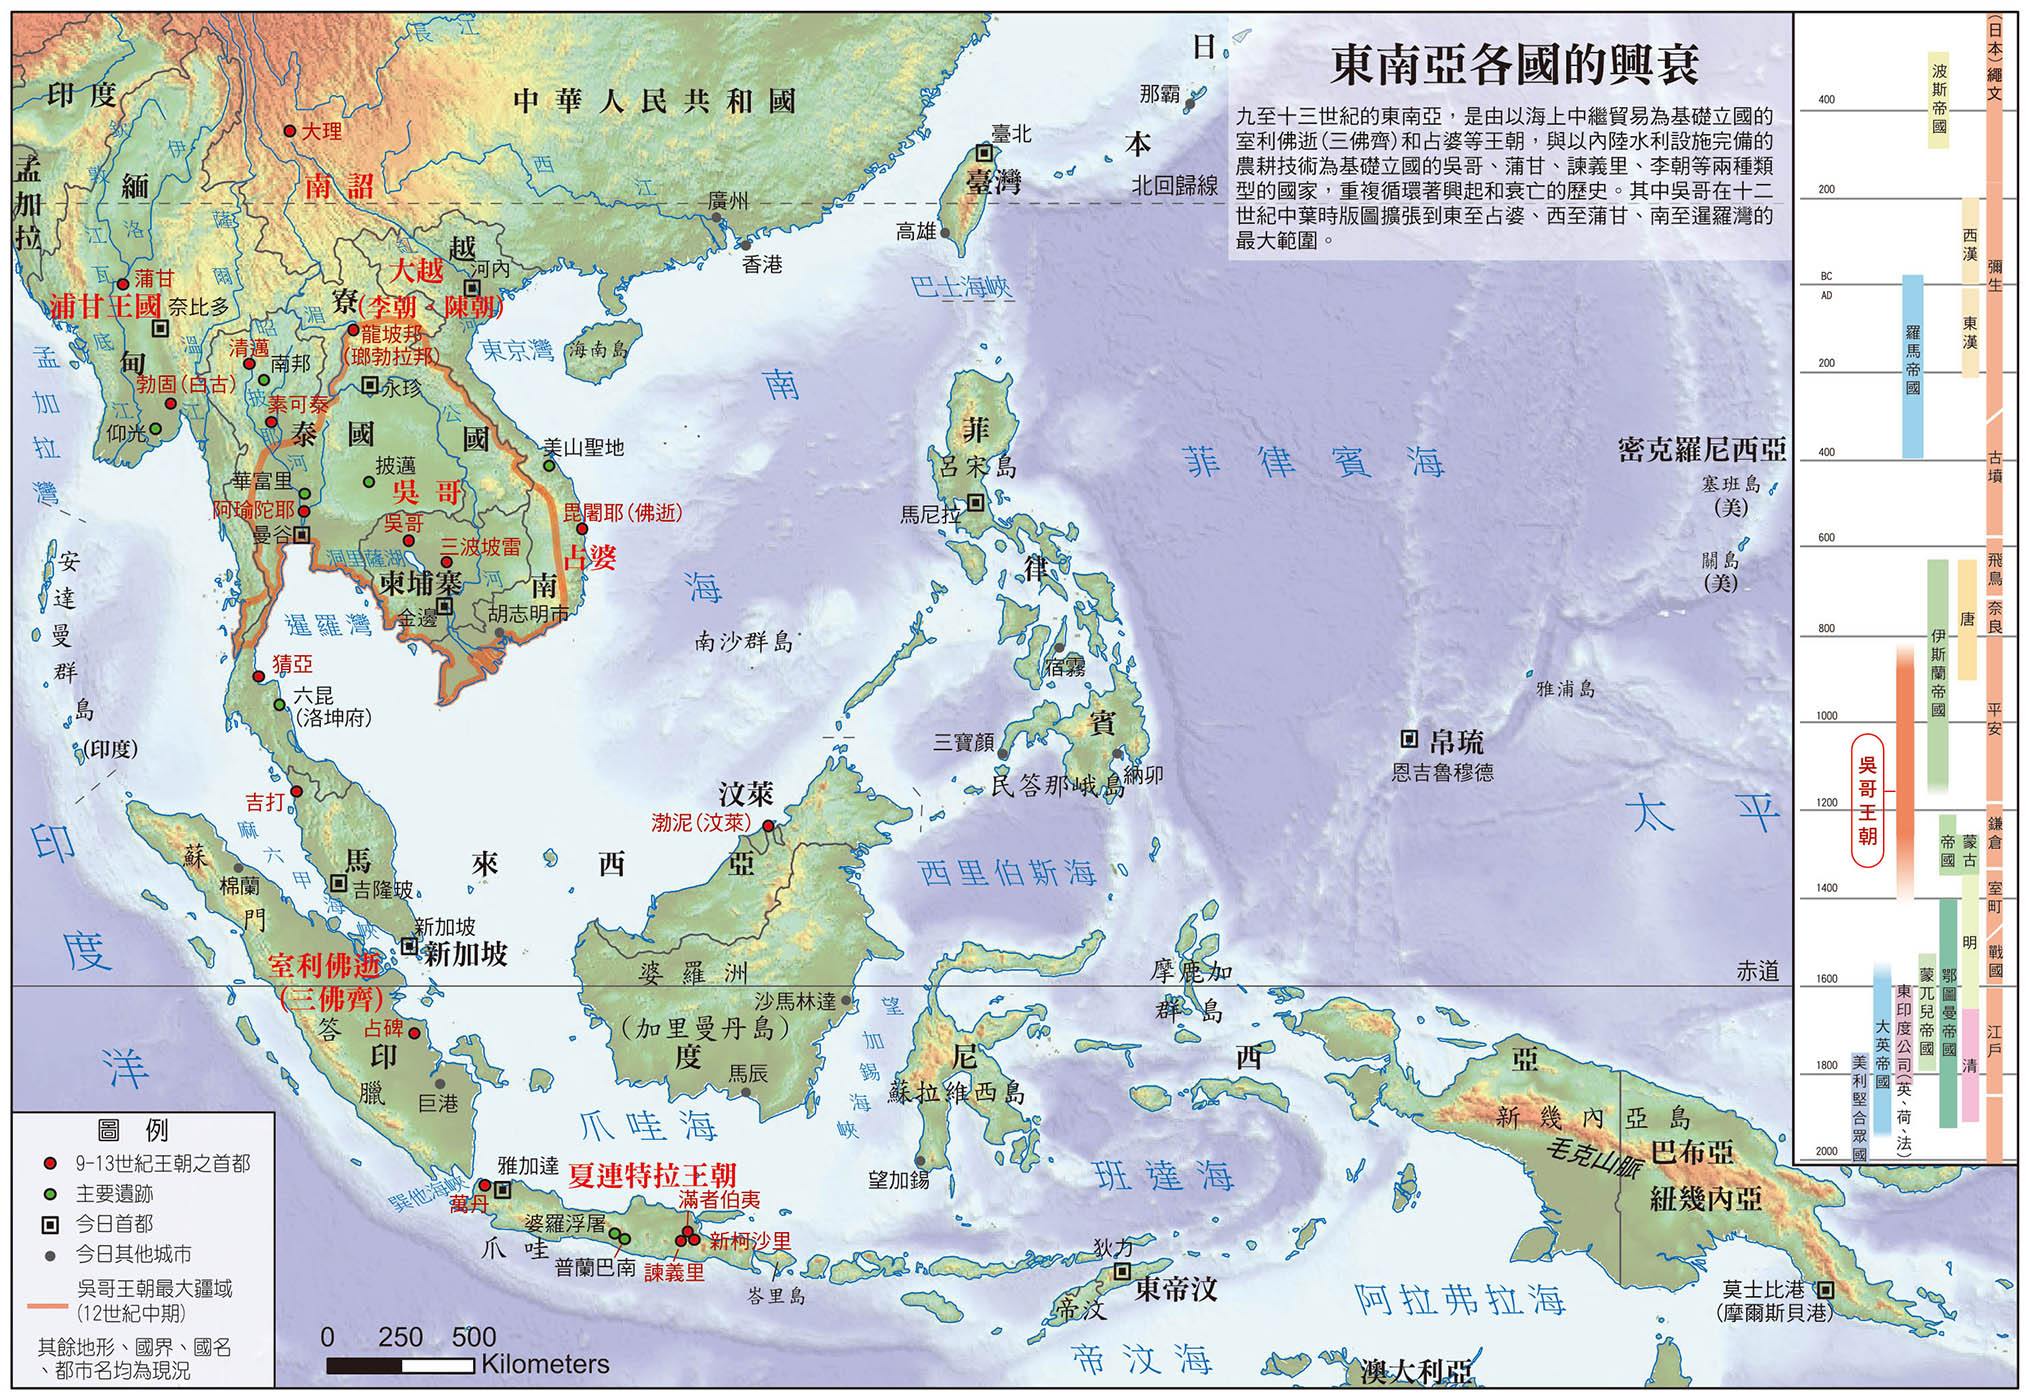 東南亞各國的興衰
九至十三世紀的東南亞，是由以海上中繼貿易為基礎立國的
室利佛逝(三佛齊)和占婆等王朝，與以內陸水利設施完備的
農耕技術為基礎立國的吳哥、蒲甘、諫義里、李朝等兩種類
型的國家，重複循環著興起和衰亡的歷史。其中吳哥在十二
世紀中葉時版圖擴張到東至占婆、西至蒲甘、南至暹羅灣的
最大範圍。
長江
印度
中華人民共和國
日本
那霸
大理
臺北
臺灣
北回歸線
孟加拉
緬甸
南詔
西江
廣州
高雄
香港
巴士海峽
欽敦江
伊洛瓦底江
薩爾溫江
紅河
越南
大越
(李朝、陳朝)
河內
寮國
蒲甘
浦甘王國
奈比多
昭披耶河
湄公河
龍坡邦
(瑯勃拉邦)
東京灣
海南島
清邁
南邦
永珍
勃固(白古)
素可泰
仰光
泰國
孟加拉灣
美山聖地
披邁
華富里
吳哥
阿瑜陀耶
曼谷
吳哥
毘闍耶(佛逝)
占婆
三波坡雷
洞里薩湖
柬埔寨
金邊
胡志明市
暹羅灣
安達曼群島
(印度)
猜亞
六昆
(洛坤府)
南海
南沙群島
菲律賓
呂宋島
馬尼拉
菲律賓海
密克羅尼西亞
塞班島
(美)
關島
(美)
宿霧
雅浦島
三寶顏
民答那峨島
納卯
帛琉
恩吉魯穆德
太平
吉打
麻六甲海峽
汶萊
渤泥(汶萊)
西里伯斯海
印度洋
馬來西亞
吉隆玻
棉蘭
蘇門答臘
新加坡
新加坡
室利佛逝
(三佛齊)
占碑
巨港
婆羅洲
(加里曼丹島)
沙馬林達
馬辰
望加錫海峽
摩鹿加
群島
赤道
印度尼西亞
蘇拉維西島
望加錫
爪哇海
班達海
新幾內亞島
毛克山脈
巴布亞
紐幾內亞
莫士比港
(摩爾斯貝港)
巽他海峽
萬丹
雅加達
夏連特拉王朝
滿者伯夷
新柯沙里
諫義里
婆羅浮屠
普蘭巴南
爪哇
峇里島
狄力
東帝汶
帝汶
帝汶海
阿拉弗拉海
澳大利亞
圖例
9-13世紀王朝之首都
主要遺跡
今日首都
今日其他城市
吳哥王朝最大疆域
(12世紀中期)
其餘地形、國界、國名
、都市名均為現況
0 250 500
Kilometers
400
200
BC
AD
200
400
600
800
1000
1200
1400
1600
1800
2000
波斯帝國
羅馬帝國
西漢
東漢
伊斯蘭帝國
唐
吳哥王朝
蒙古
帝國
明
清
鄂圖曼帝國
蒙兀兒帝國
東印度公司(英、荷、法)
大英帝國
美利堅合眾國
(日本)繩文
彌生
古墳
飛鳥
奈良
平安
鎌倉
室町
戰國
江戶